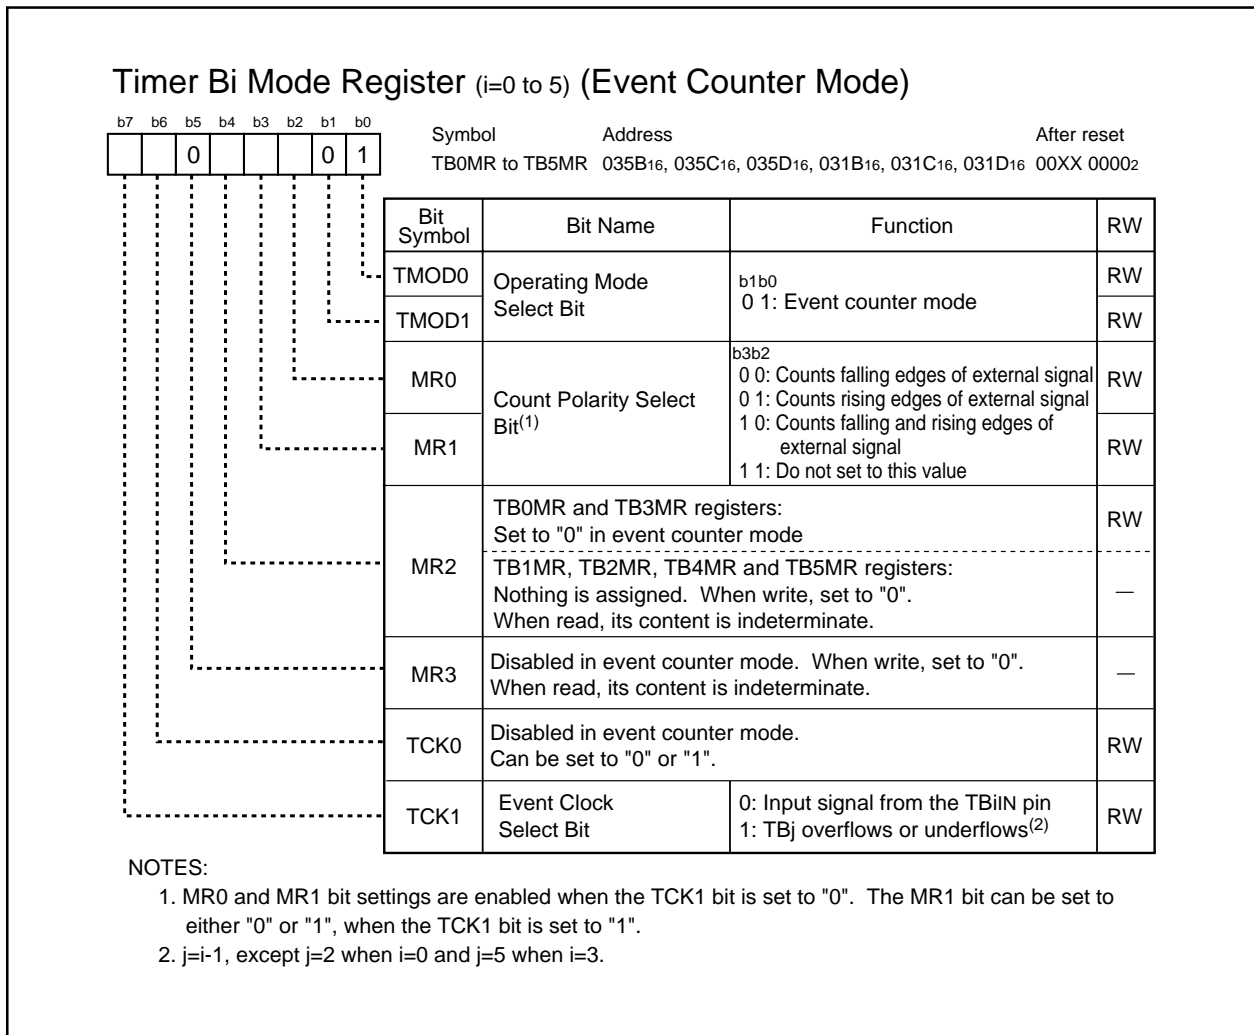 Timer Bi Mode Register (i=0 to 5) (Event Counter Mode)
b7 b6 b5 b4 b3 b2 b1 b0
0 0 1
Symbol Address After reset
TB0MR to TB5MR 035B16, 035C16, 035D16, 031B16, 031C16, 031D16 00XX 00002
Bit Symbol Bit Name Function RW
TMOD0 RW
Operating Mode
Select Bit
b1b0
0 1: Event counter mode
TMOD1 RW
MR0 RW
Count Polarity Select
Bit(1)
b3b2
0 0: Counts falling edges of external signal
0 1: Counts rising edges of external signal
1 0: Counts falling and rising edges of
external signal
1 1: Do not set to this value
MR1 RW
MR2
TB0MR and TB3MR registers:
Set to "0" in event counter mode
RW
TB1MR, TB2MR, TB4MR and TB5MR registers:
Nothing is assigned. When write, set to "0".
When read, its content is indeterminate.
—
MR3
Disabled in event counter mode. When write, set to "0".
When read, its content is indeterminate.
—
TCK0
Disabled in event counter mode.
Can be set to "0" or "1".
RW
TCK1
Event Clock
Select Bit
0: Input signal from the TBiIN pin
1: TBj overflows or underflows(2)
RW
NOTES:
1. MR0 and MR1 bit settings are enabled when the TCK1 bit is set to "0". The MR1 bit can be set to
either "0" or "1", when the TCK1 bit is set to "1".
2. j=i-1, except j=2 when i=0 and j=5 when i=3.